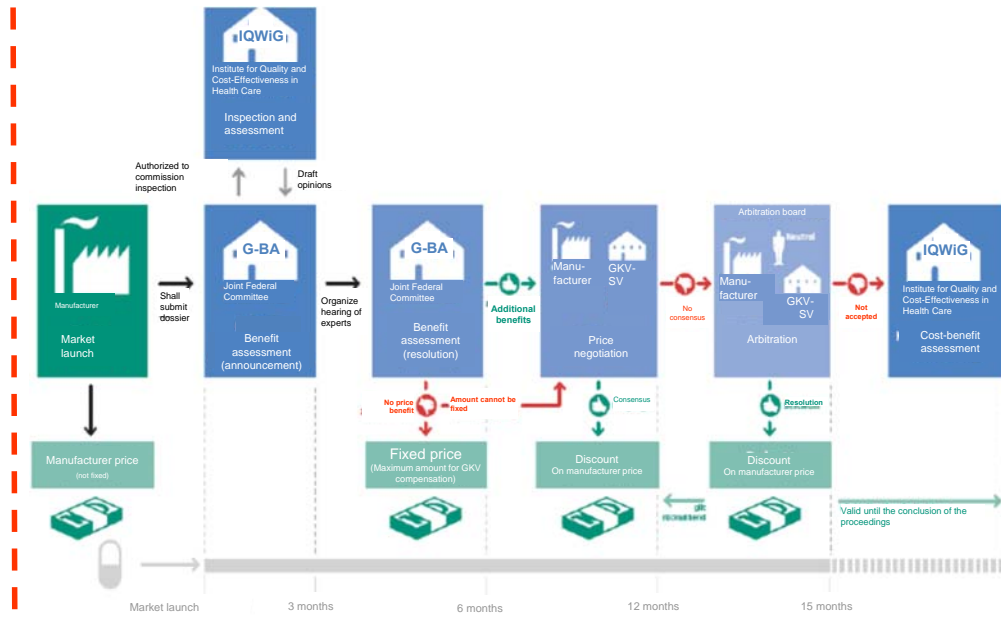 IQWiG
Institute for Quality and
Cost-Effectiveness in
Health Care
Inspection and
assessment
Authorized to
commission
inspection
Draft
opinions
Manufacturer
Market
launch
Shall
submit
dossier
G-BA
Joint Federal
Committee
Benefit
assessment
(announcement)
Organize
hearing of
experts
G-BA
Joint Federal
Committee
Benefit
assessment
(resolution)
Additional
benefits
Manu-
facturer
GKV-
SV
Price
negotiation
No
consensus
Arbitration board
Neutral
Manu-
facturer
GKV-
SV
Arbitration
Not
accepted
IQWiG
Institute for Quality and
Cost-Effectiveness in
Health Care
Cost-benefit
assessment
No price
benefit
Amount cannot be
fixed
Consensus
Resolution
Manufacturer price
(not fixed)
Fixed price
(Maximum amount for GKV
compensation)
Discount
On manufacturer price
Discount
On manufacturer price
Valid until the conclusion of the
proceedings
Market launch
3 months
6 months
12 months
15 months